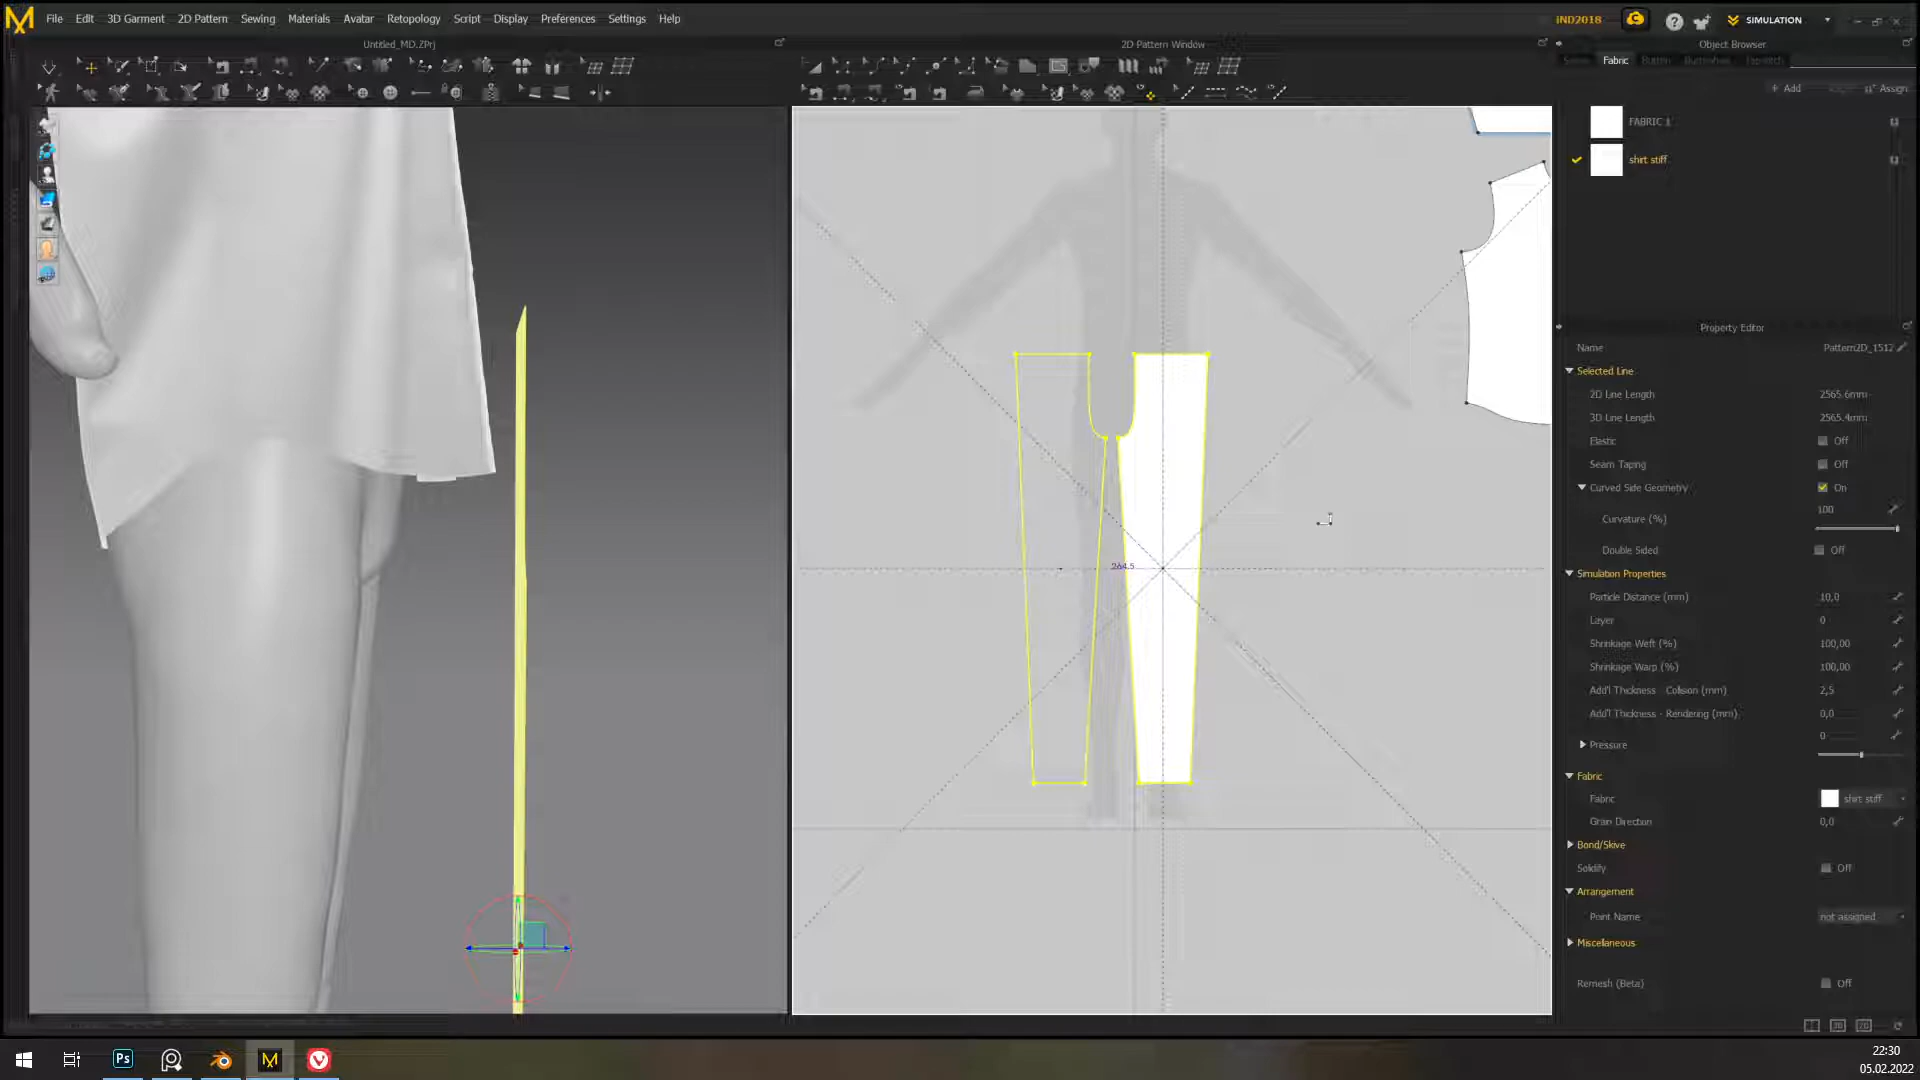 File Edit 3D Garment 2D Pattern Sewing Materials Avatar Retopology Script Display Preferences Settings Help
iND2018
SIMULATION
Untitled_MD.ZPrj
2D Pattern Window
Object Browser
Fabric Button
Add
Assign
FABRIC 1
shirt stiff
264.5
Property Editor
Name Pattern2D_1512
Selected Line
2D Line Length 2565.6mm
3D Line Length 2565.4mm
Elastic Off
Seam Taping Off
Curved Side Geometry On
Curvature (%) 100
Double Sided Off
Simulation Properties
Particle Distance (mm) 10,0
Layer 0
Shrinkage Weft (%) 100,00
Shrinkage Warp (%) 100,00
Add'l Thickness - Collision (mm) 2,5
Add'l Thickness - Rendering (mm) 0,0
Pressure 0
Fabric
Fabric shirt stiff
Grain Direction 0,0
Bond/Skive
Solidify Off
Arrangement
Point Name not assigned
Miscellaneous
Remesh (Beta) Off
Ps
22:30
05.02.2022